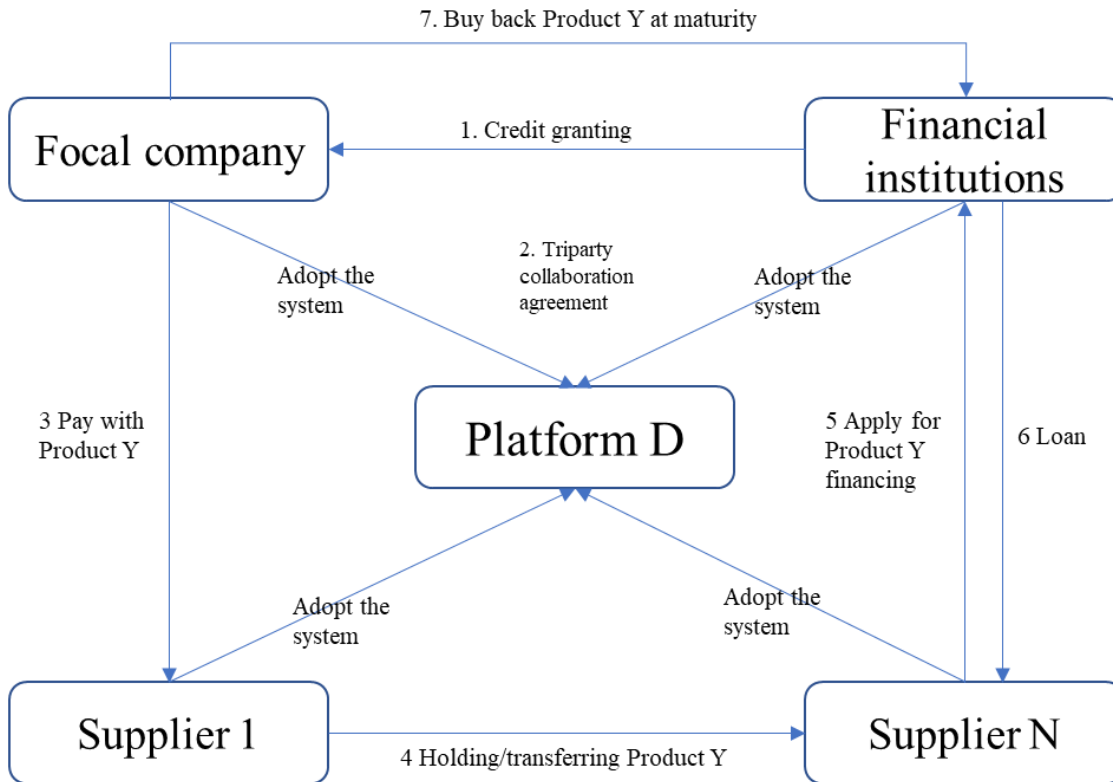 7. Buy back Product Y at maturity
Focal company
1. Credit granting
Financial
institutions
Adopt the
system
2. Triparty
collaboration
agreement
Adopt the
system
3 Pay with
Product Y
Platform D
5 Apply for
Product Y
financing
6 Loan
Adopt the
system
Adopt the
system
Supplier 1
4 Holding/transferring Product Y
Supplier N